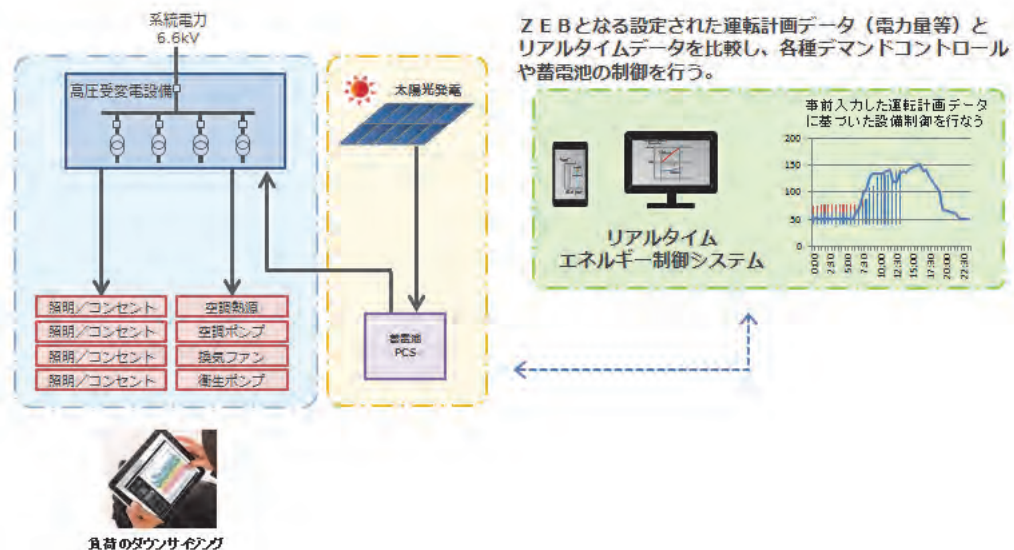 系統電力
6.6kV
高圧受変電設備
太陽光発電
照明／コンセント
照明／コンセント
照明／コンセント
照明／コンセント
空調熱源
空調ポンプ
換気ファン
衛生ポンプ
蓄電池
PCS
負荷のダウンサイジング
ＺＥＢとなる設定された運転計画データ（電力量等）と
リアルタイムデータを比較し、各種デマンドコントロール
や蓄電池の制御を行う。
リアルタイム
エネルギー制御システム
事前入力した運転計画データ
に基づいた設備制御を行なう
200
150
100
50
0
0:00
2:30
5:00
7:30
10:00
12:30
15:00
17:30
20:00
22:30